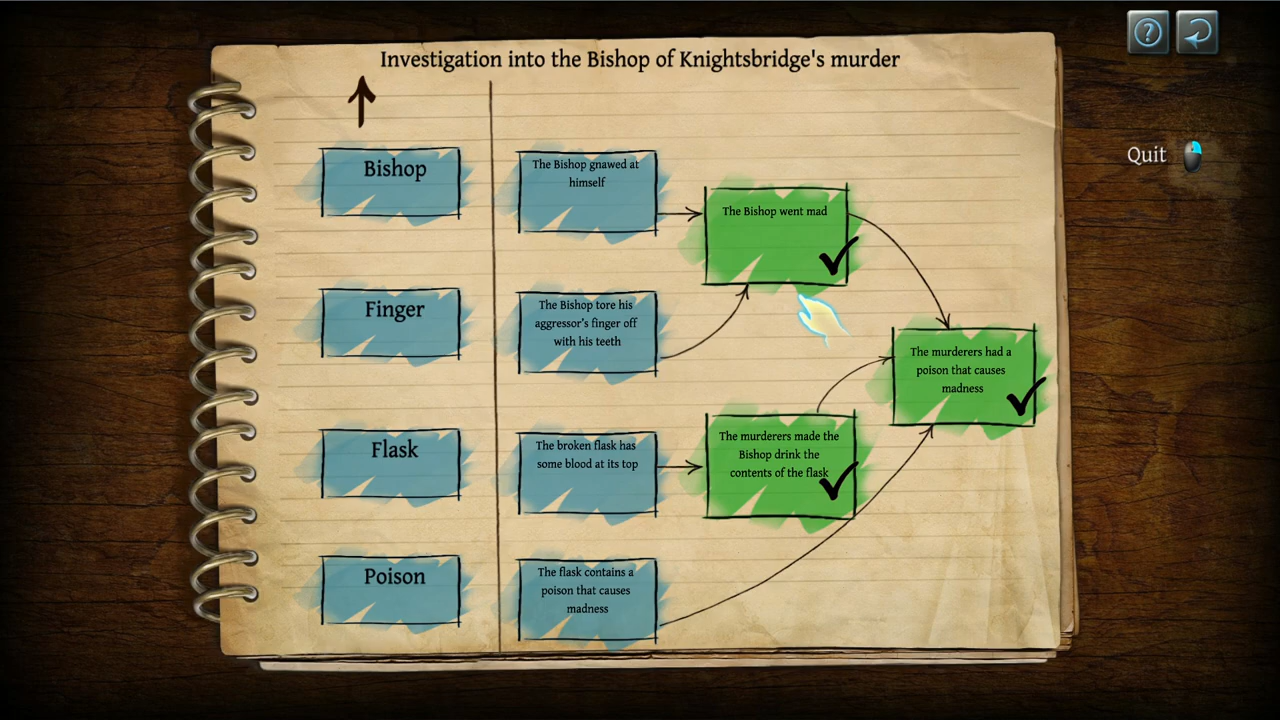 Investigation into the Bishop of Knightsbridge's murder
?
Quit
Bishop
The Bishop gnawed at
himself
The Bishop went mad
Finger
The Bishop tore his
aggressor's finger off
with his teeth
The murderers had a
poison that causes
madness
Flask
The broken flask has
some blood at its top
The murderers made the
Bishop drink the
contents of the flask
Poison
The flask contains a
poison that causes
madness